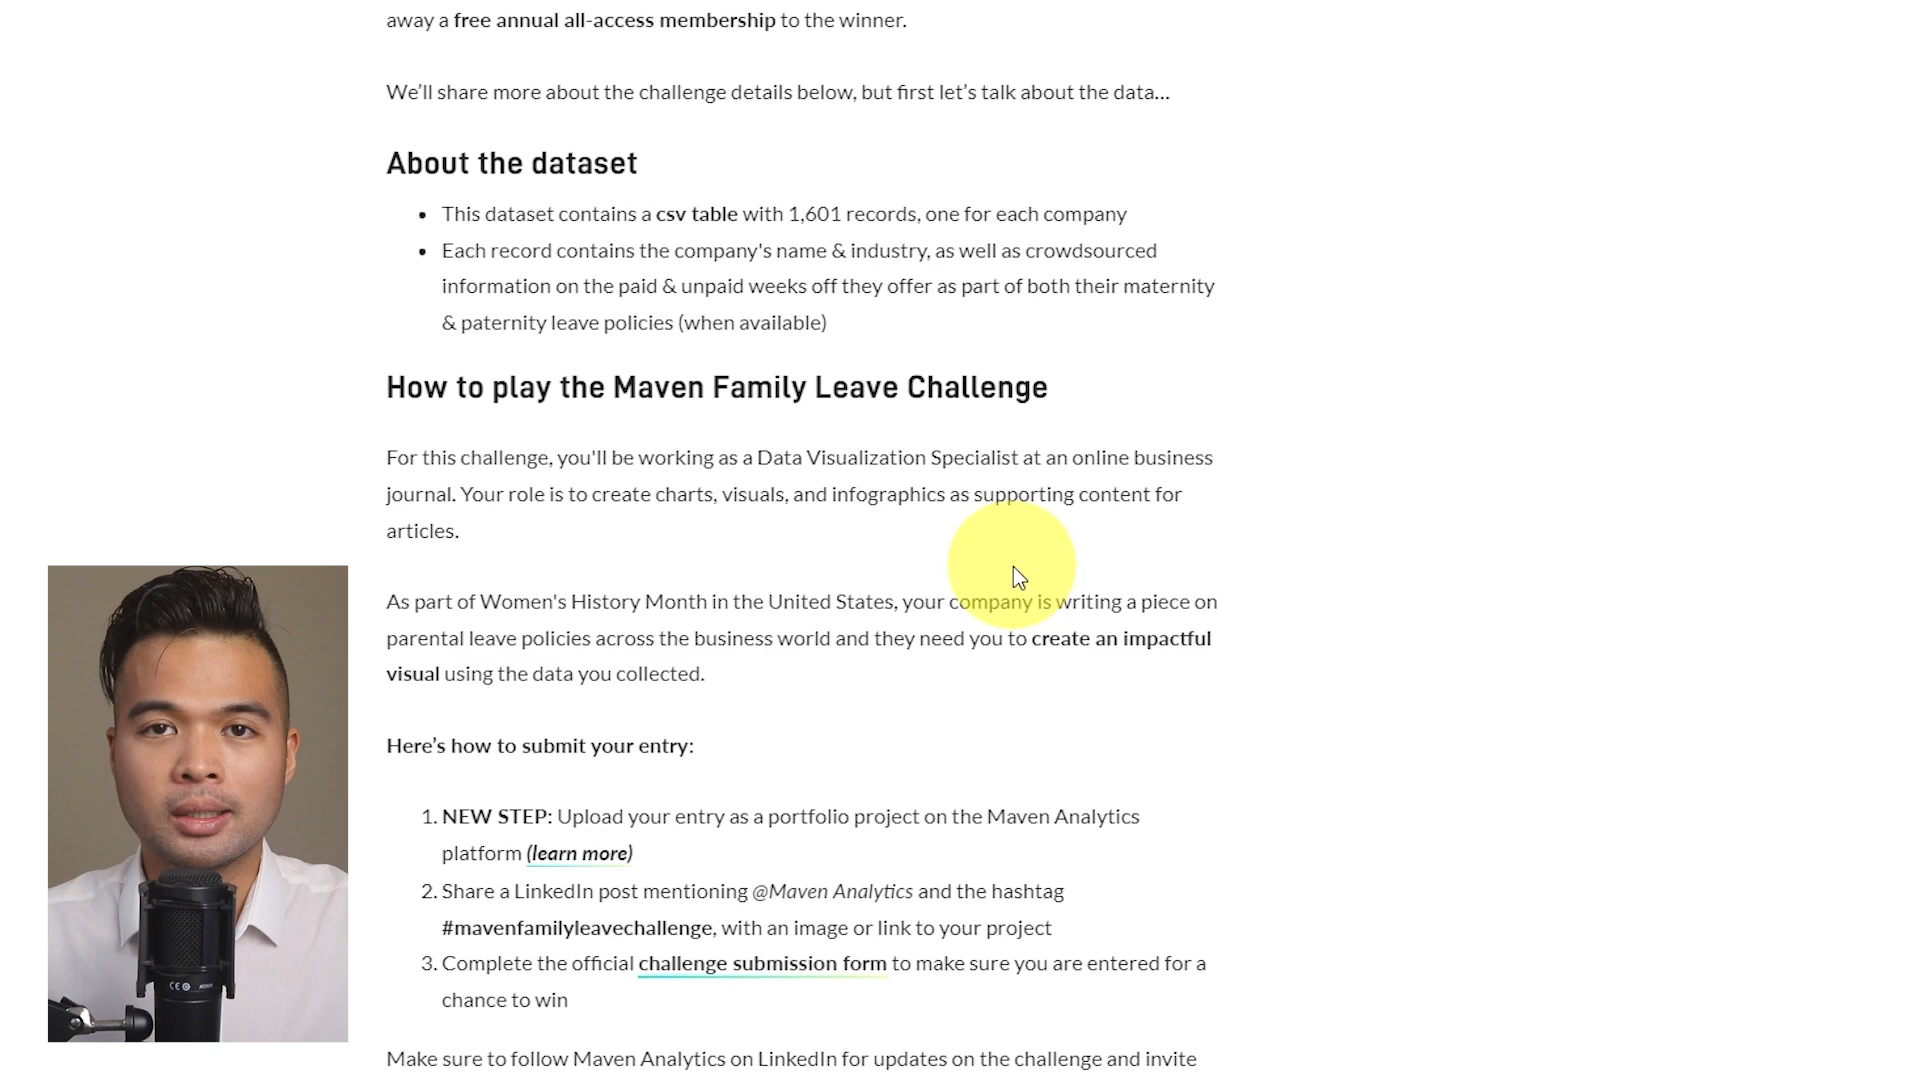 away a free annual all-access membership to the winner.
We’ll share more about the challenge details below, but first let’s talk about the data…
About the dataset
• This dataset contains a csv table with 1,601 records, one for each company
• Each record contains the company's name & industry, as well as crowdsourced
information on the paid & unpaid weeks off they offer as part of both their maternity
& paternity leave policies (when available)
How to play the Maven Family Leave Challenge
For this challenge, you'll be working as a Data Visualization Specialist at an online business
journal. Your role is to create charts, visuals, and infographics as supporting content for
articles.
As part of Women's History Month in the United States, your company is writing a piece on
parental leave policies across the business world and they need you to create an impactful
visual using the data you collected.
Here’s how to submit your entry:
1. NEW STEP: Upload your entry as a portfolio project on the Maven Analytics
platform (learn more)
2. Share a LinkedIn post mentioning @Maven Analytics and the hashtag
#mavenfamilyleavechallenge, with an image or link to your project
3. Complete the official challenge submission form to make sure you are entered for a
chance to win
Make sure to follow Maven Analytics on LinkedIn for updates on the challenge and invite
CE